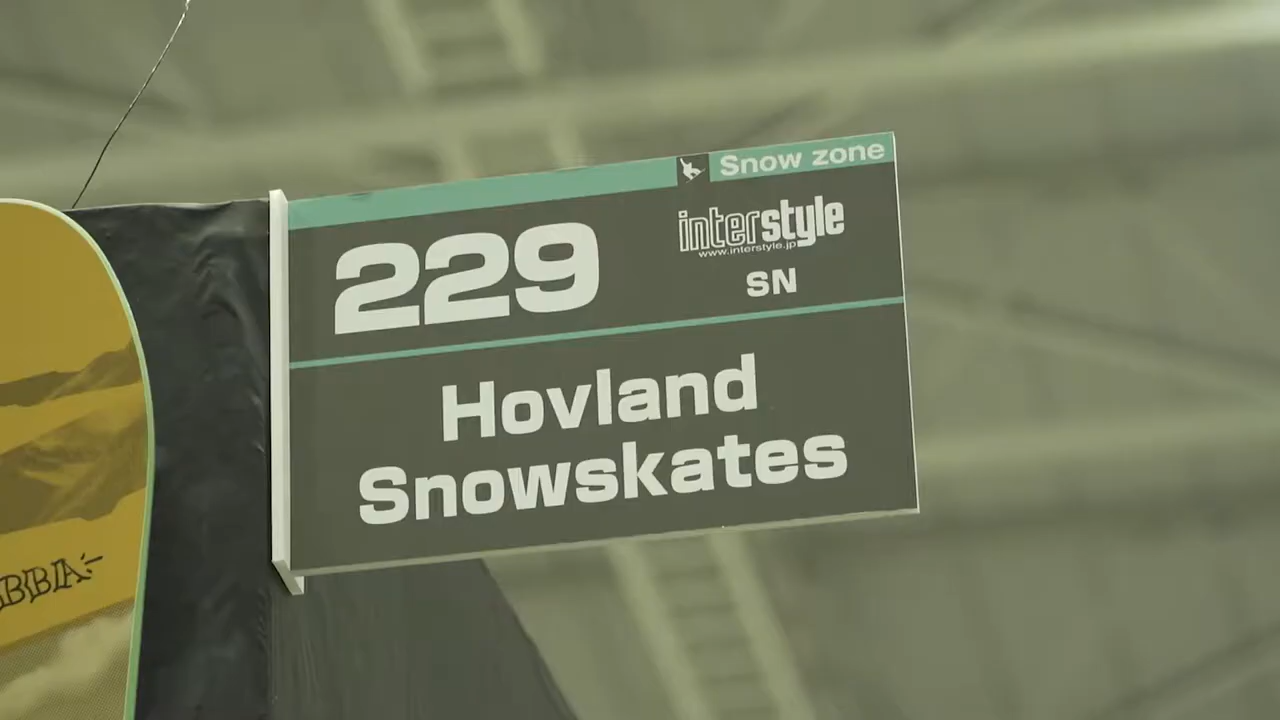 Snow zone
229
interstyle
www.interstyle.jp
SN
Hovland
Snowskates